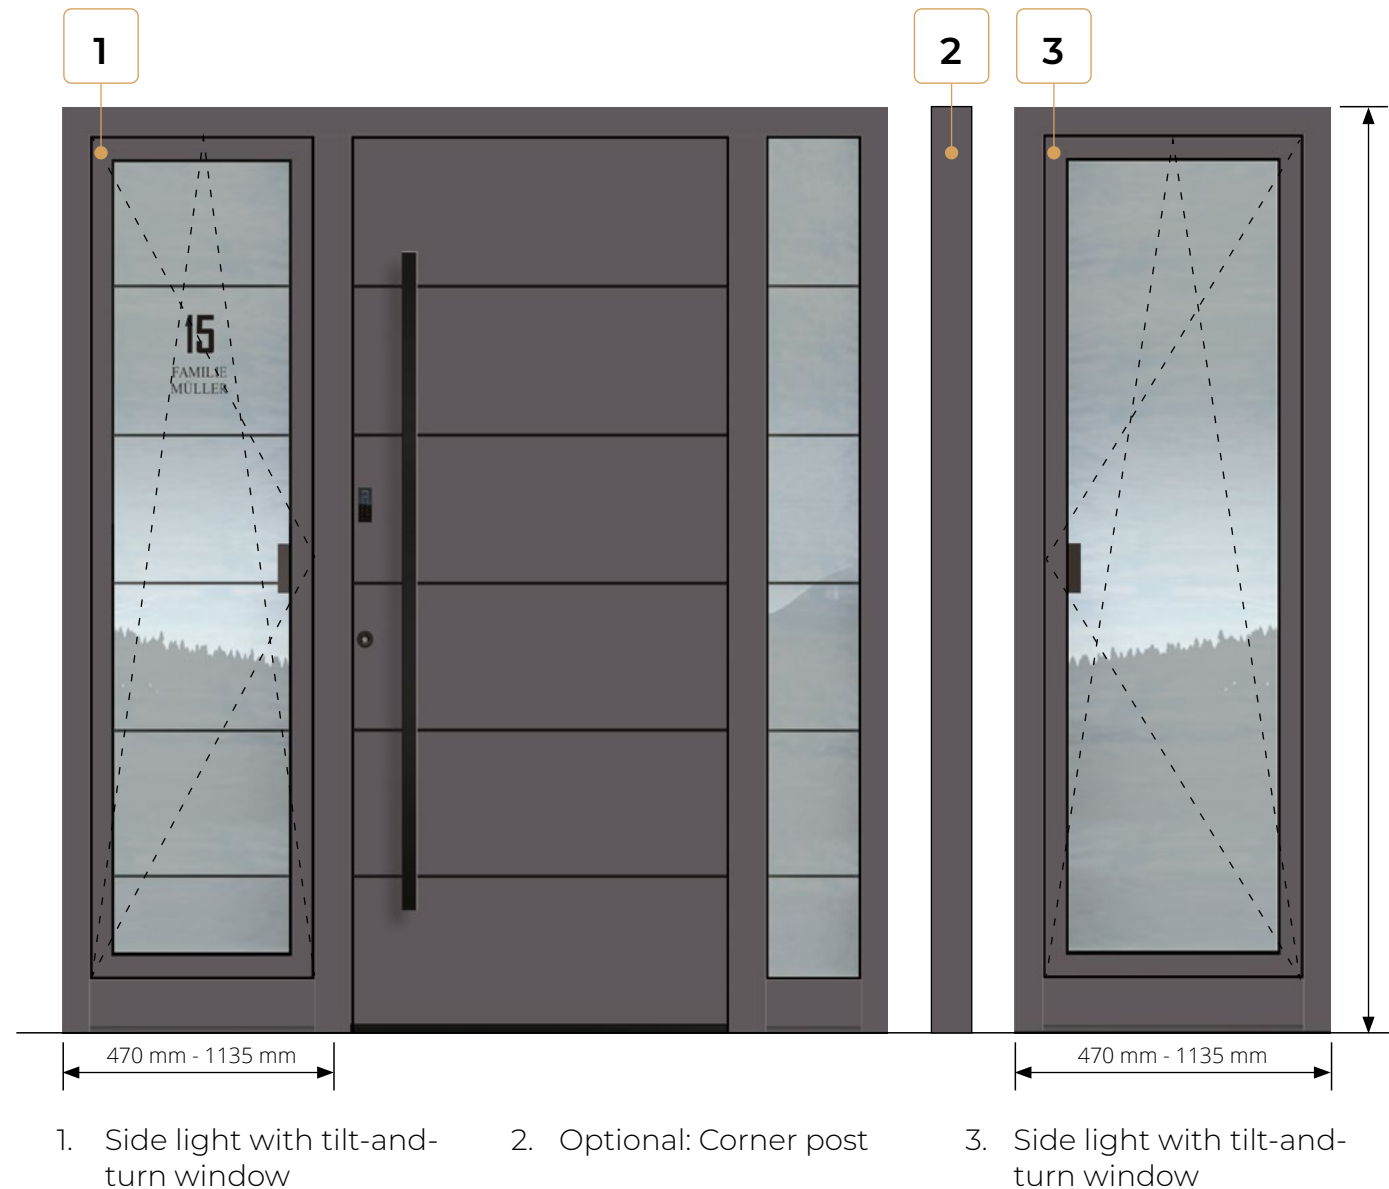 1
2
3
15
FAMILIE
MÜLLER
470 mm - 1135 mm
470 mm - 1135 mm
1. Side light with tilt-and-
turn window
2. Optional: Corner post
3. Side light with tilt-and-
turn window